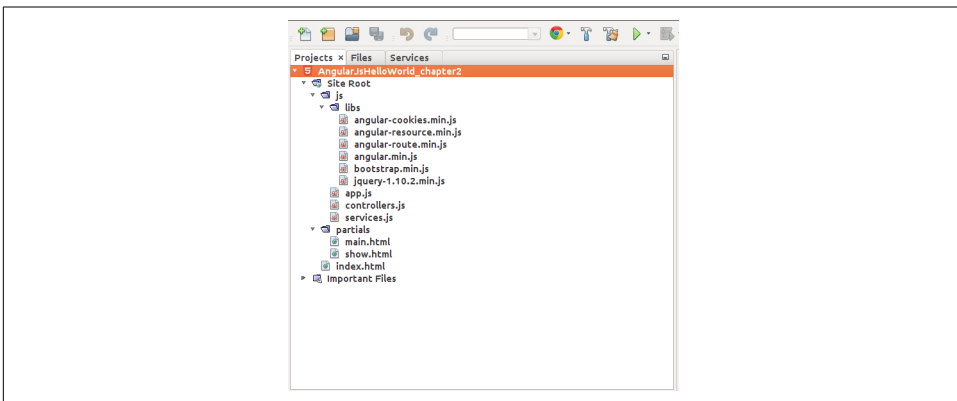 Projects × Files Services
5 AngularJsHelloWorld_chapter2
Site Root
js
libs
angular-cookies.min.js
angular-resource.min.js
angular-route.min.js
angular.min.js
bootstrap.min.js
jquery-1.10.2.min.js
app.js
controllers.js
services.js
partials
main.html
show.html
index.html
Important Files